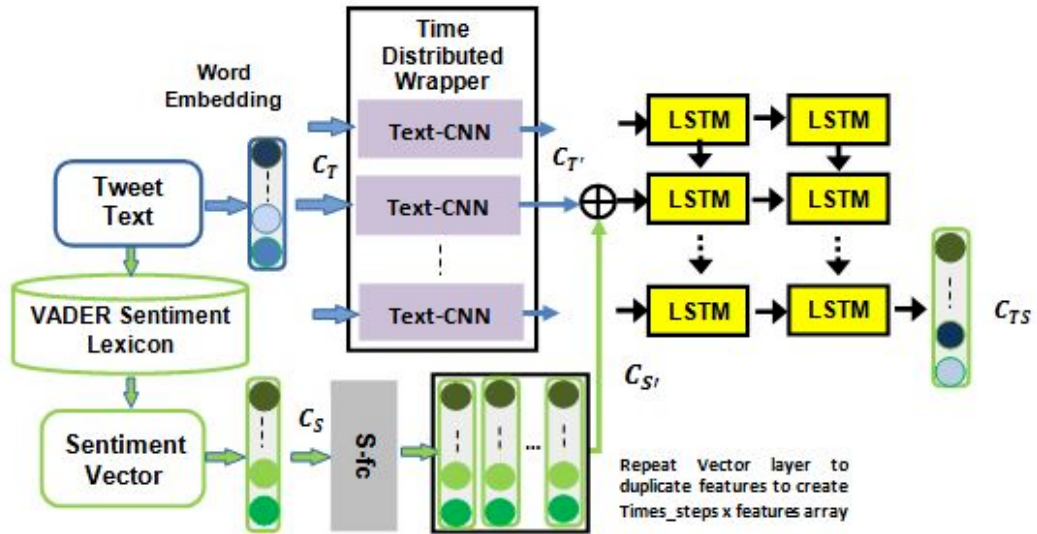 Time
Distributed
Wrapper
Word
Embedding
Text-CNN
LSTM
LSTM
C_T
C_T'
Tweet
Text
Text-CNN
LSTM
LSTM
VADER Sentiment
Lexicon
Text-CNN
LSTM
LSTM
C_TS
C_S'
Sentiment
Vector
C_S
S-fc
...
Repeat Vector layer to
duplicate features to create
Times_steps x features array